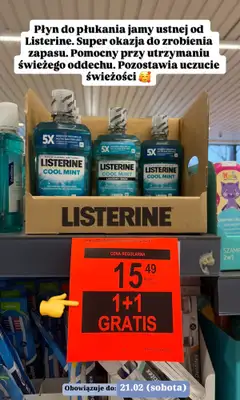 Płyn do płukania jamy ustnej od
Listerine. Super okazja do zrobienia
zapasu. Pomocny przy utrzymaniu
świeżego oddechu. Pozostawia uczucie
świeżości 🥰
5X
5X
5X
LISTERINE
COOL MINT
LISTERINE
COOL MINT
LISTERINE
COOL MINT
LISTERINE
CENA REGULARNA
15 49
1+1
GRATIS
Obowiązuje do: 21.02 (sobota)